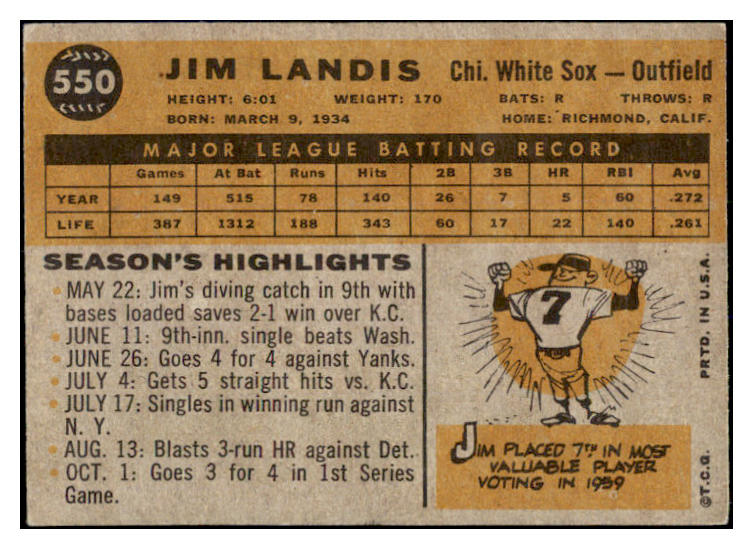 550
JIM LANDIS Chi. White Sox — Outfield
HEIGHT: 6:01 WEIGHT: 170 BATS: R THROWS: R
BORN: MARCH 9, 1934 HOME: RICHMOND, CALIF.
MAJOR LEAGUE BATTING RECORD
Games At Bat Runs Hits 2B 3B HR RBI Avg
YEAR 149 515 78 140 26 7 5 60 .272
LIFE 387 1312 188 343 60 17 22 140 .261
SEASON'S HIGHLIGHTS
MAY 22: Jim's diving catch in 9th with
bases loaded saves 2-1 win over K.C.
JUNE 11: 9th-inn. single beats Wash.
JUNE 26: Goes 4 for 4 against Yanks.
JULY 4: Gets 5 straight hits vs. K.C.
JULY 17: Singles in winning run against
N. Y.
AUG. 13: Blasts 3-run HR against Det.
OCT. 1: Goes 3 for 4 in 1st Series
Game.
7
JIM PLACED 7TH IN MOST
VALUABLE PLAYER
VOTING IN 1959
©T.C.G. PRTD. IN U.S.A.